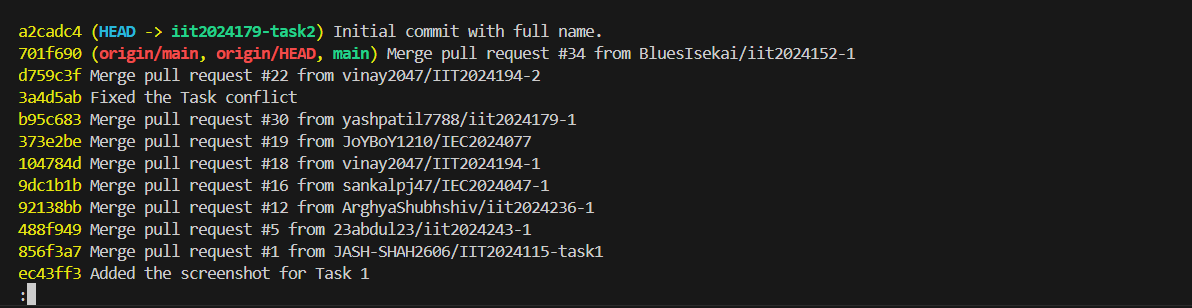 a2cadc4 (HEAD -> iit2024179-task2) Initial commit with full name.
701f690 (origin/main, origin/HEAD, main) Merge pull request #34 from BluesIsekai/iit2024152-1
d759c3f Merge pull request #22 from vinay2047/IIT2024194-2
3a4d5ab Fixed the Task conflict
b95c683 Merge pull request #30 from yashpatil7788/iit2024179-1
373e2be Merge pull request #19 from JoYBoY1210/IEC2024077
104784d Merge pull request #18 from vinay2047/IIT2024194-1
9dc1b1b Merge pull request #16 from sankalpj47/IEC2024047-1
92138bb Merge pull request #12 from ArghyaShubhshiv/iit2024236-1
488f949 Merge pull request #5 from 23abdul23/iit2024243-1
856f3a7 Merge pull request #1 from JASH-SHAH2606/IIT2024115-task1
ec43ff3 Added the screenshot for Task 1
: